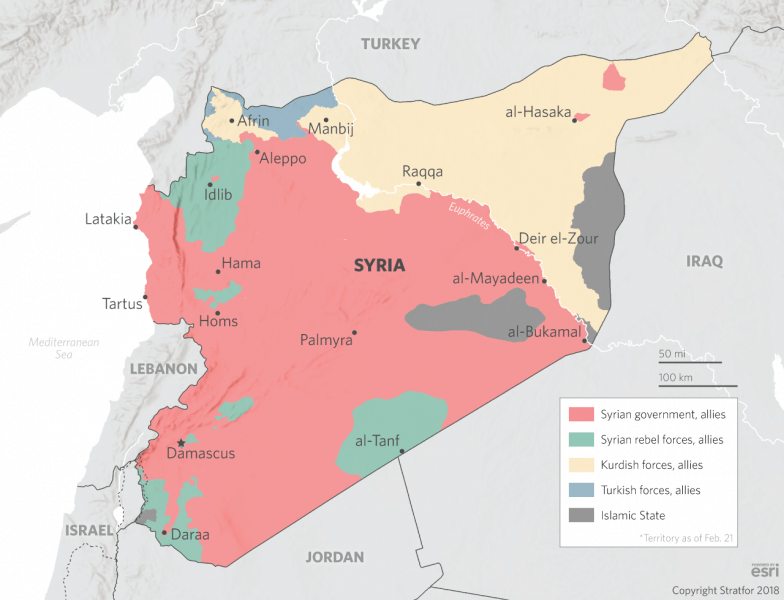 TURKEY
al-Hasaka
Afrin
Manbij
Aleppo
Raqqa
Idlib
Euphrates
Latakia
Deir el-Zour
Hama
SYRIA
IRAQ
al-Mayadeen
Tartus
Homs
al-Bukamal
Palmyra
Mediterranean
Sea
50 mi
LEBANON
100 km
Syrian government, allies
Syrian rebel forces, allies
al-Tanf
Damascus
Kurdish forces, allies
Turkish forces, allies
Islamic State
ISRAEL
Daraa
*Territory as of Feb. 21
JORDAN
POWERED BY
esri
Copyright Stratfor 2018